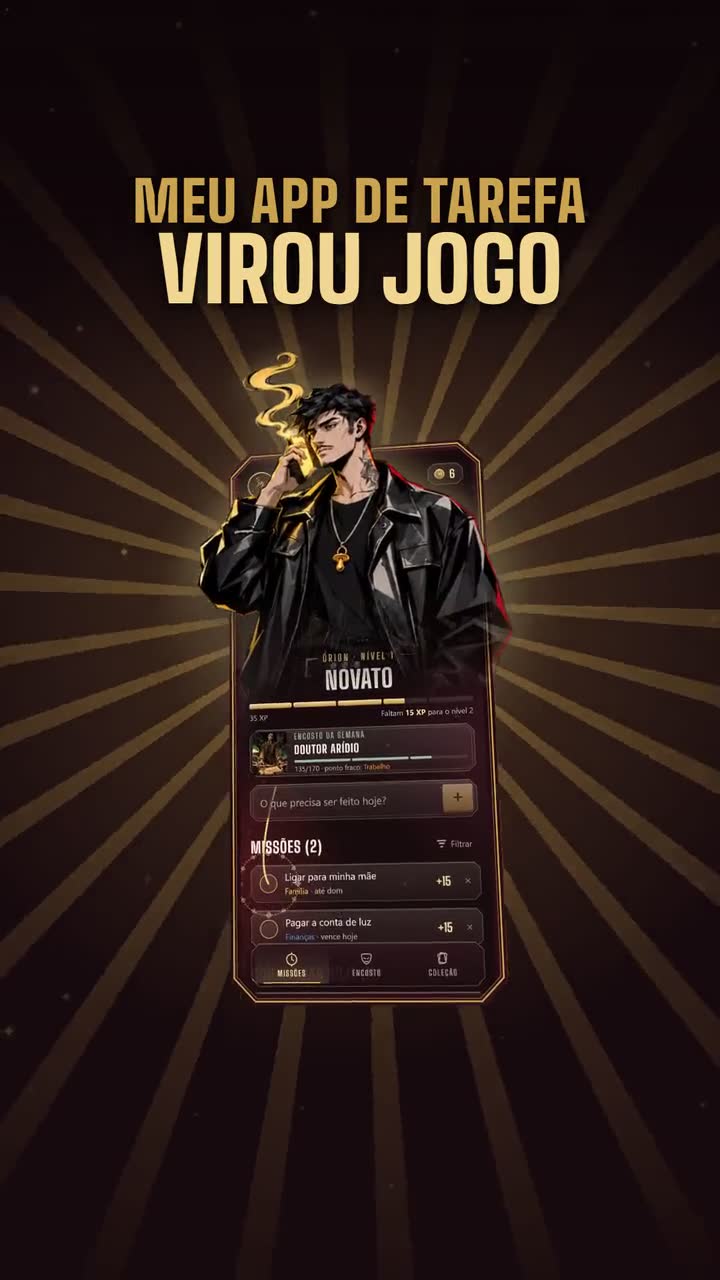 MEU APP DE TAREFA
VIROU JOGO
6
ÓRION · NÍVEL 1
NOVATO
35 XP
Faltam 15 XP para o nível 2
ENCOSTO DA SEMANA
DOUTOR ARÍDIO
135/170 · ponto fraco: Trabalho
O que precisa ser feito hoje?
+
MISSÕES (2)
Filtrar
Ligar para minha mãe
Família · até dom
+15 ×
Pagar a conta de luz
Finanças · vence hoje
+15 ×
MISSÕES
ENCOSTO
COLEÇÃO